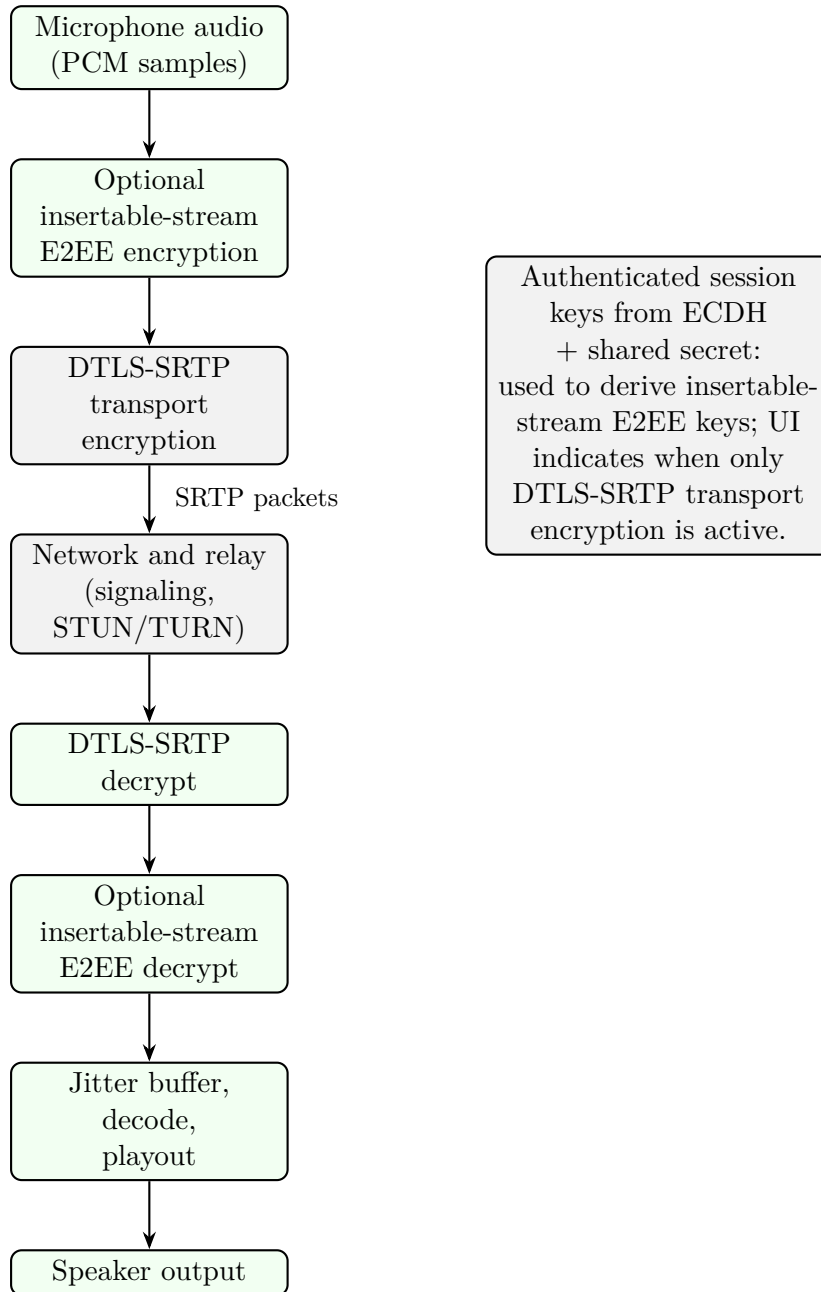 Microphone audio
(PCM samples)
Optional
insertable-stream
E2EE encryption
DTLS-SRTP
transport
encryption
SRTP packets
Network and relay
(signaling,
STUN/TURN)
DTLS-SRTP
decrypt
Optional
insertable-stream
E2EE decrypt
Jitter buffer,
decode,
playout
Speaker output
Authenticated session
keys from ECDH
+ shared secret:
used to derive insertable-
stream E2EE keys; UI
indicates when only
DTLS-SRTP transport
encryption is active.